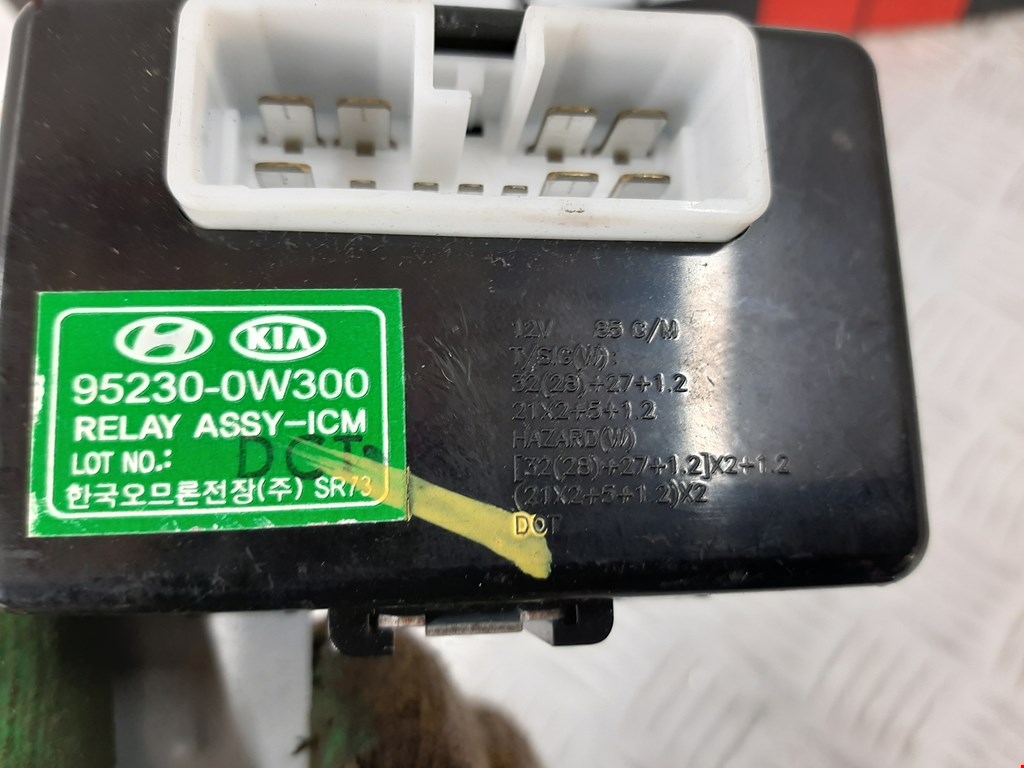 KIA
95230-0W300
RELAY ASSY-ICM
LOT NO.: DCT
한국오므론전장(주) SR73
12V 85 C/M
T/SIG(W):
32(28)+27+1.2
21X2+5+1.2
HAZARD(W)
[32(28)+27+1.2]X2+1.2
(21X2+5+1.2)X2
DCT